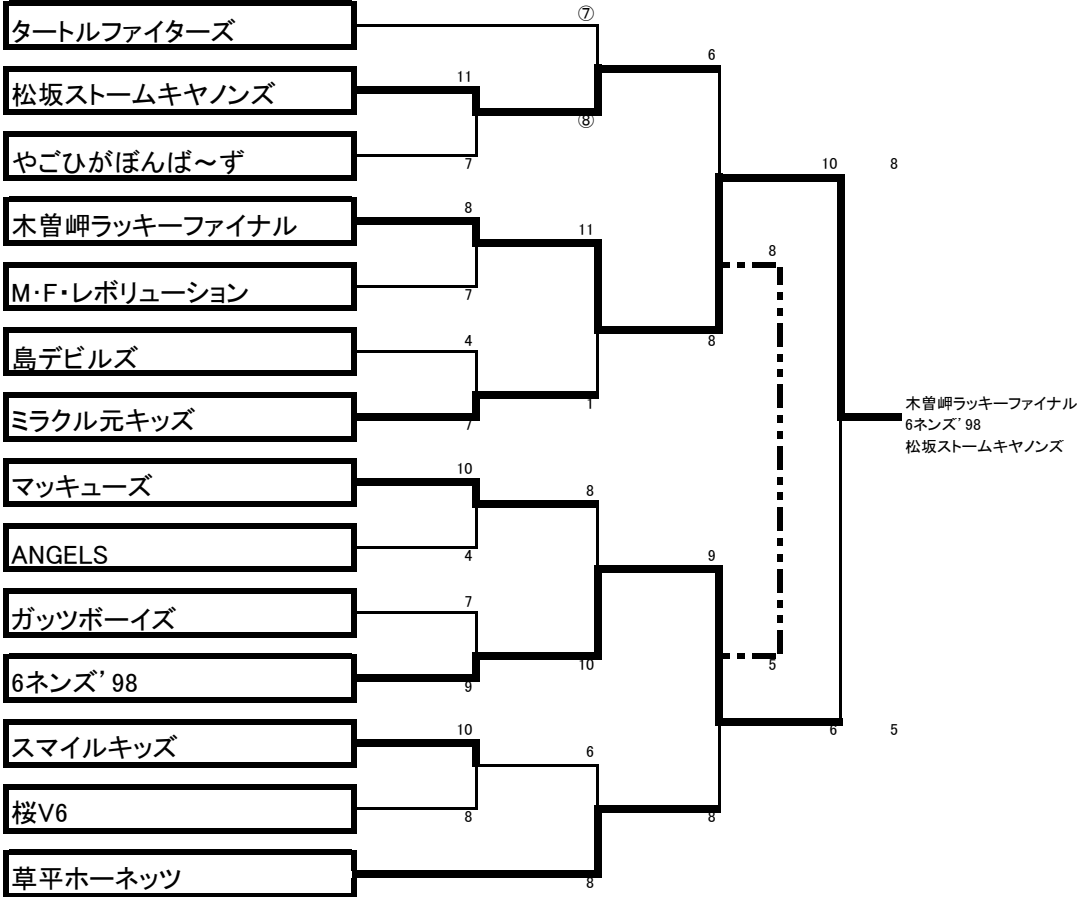 タートルファイターズ
⑦
6
松坂ストームキヤノンズ
11
⑧
やごひがぼんば～ず
7
10 8
木曽岬ラッキーファイナル
8
11
8
M･F・レボリューション
7
島デビルズ
4
8
ミラクル元キッズ
7
1
木曽岬ラッキーファイナル
6ネンズ’98
松坂ストームキヤノンズ
マッキューズ
10
8
ANGELS
4
9
ガッツボーイズ
7
6ネンズ’98
9
10
5
スマイルキッズ
10
6
6 5
桜V6
8
8
草平ホーネッツ
8